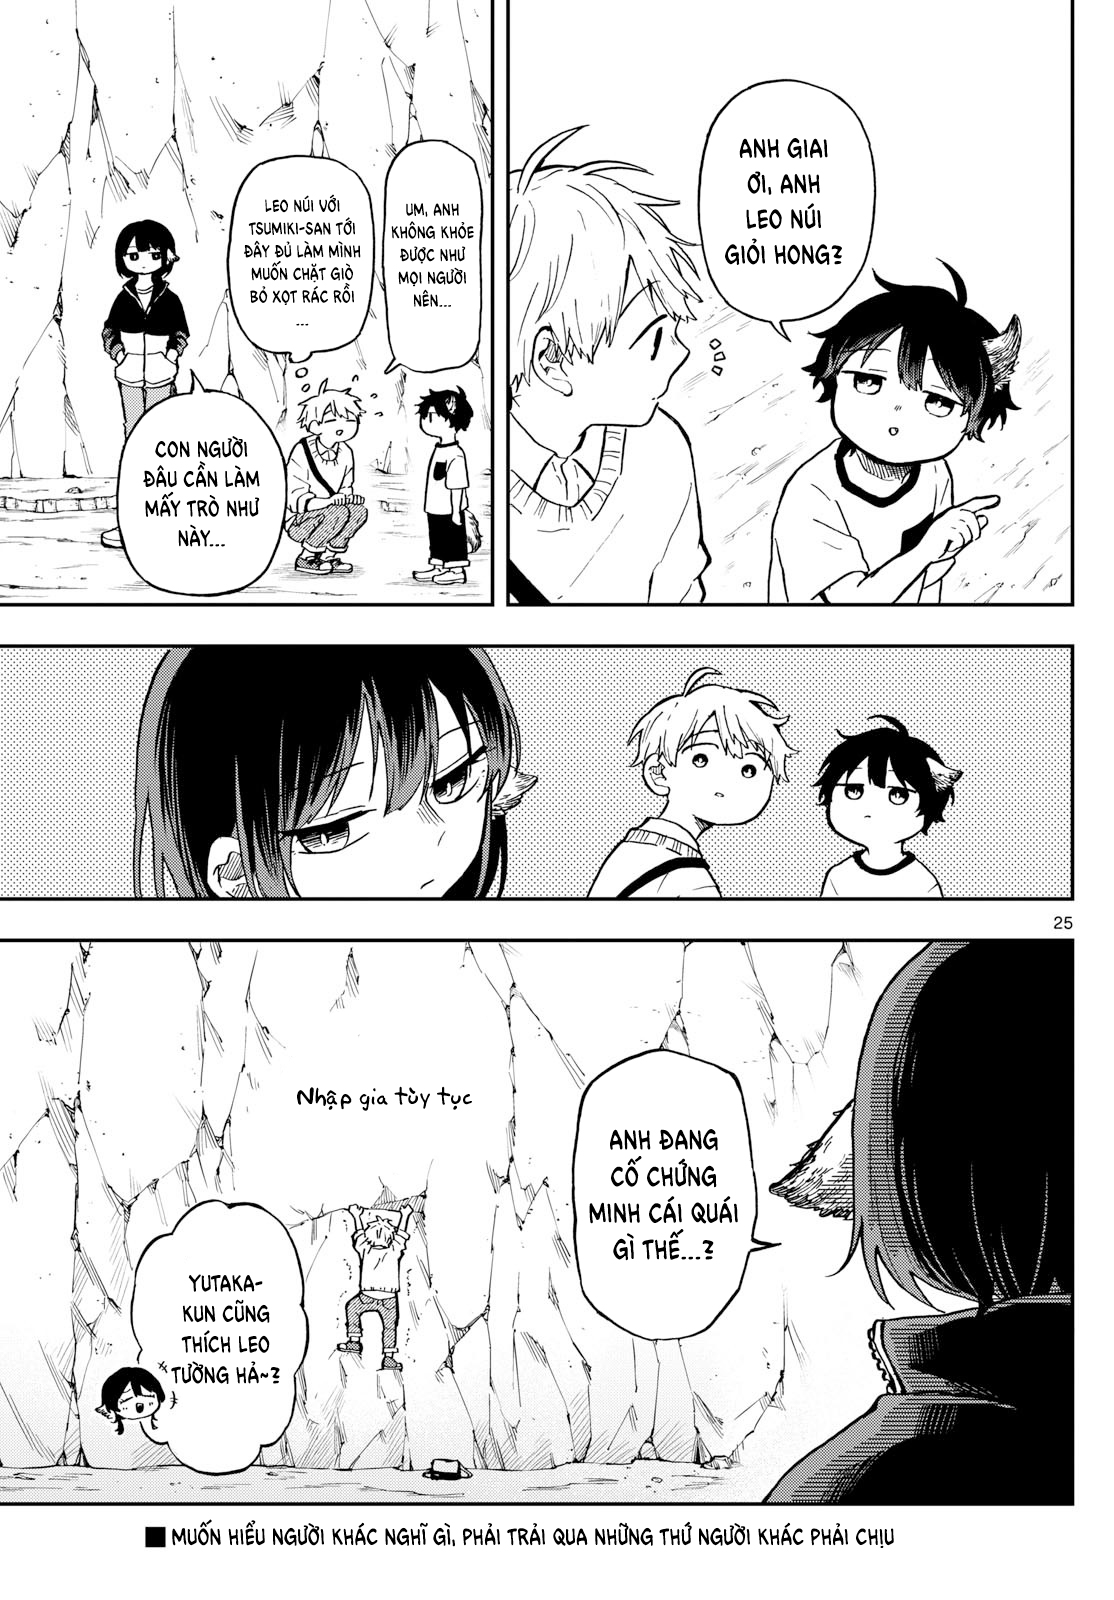 ANH GIAI
ƠI, ANH
LEO NÚI
GIỎI HONG?
UM, ANH
KHÔNG KHỎE
ĐƯỢC NHƯ
MỌI NGƯỜI
NÊN...
LEO NÚI VỚI
TSUMIKI-SAN TỚI
ĐÂY ĐỦ LÀM MÌNH
MUỐN CHẶT GIÒ
BỎ XỌT RÁC RỒI
...
CON NGƯỜI
ĐÂU CẦN LÀM
MẤY TRÒ NHƯ
NÀY...
25
ANH ĐANG
CỐ CHỨNG
MINH CÁI QUÁI
GÌ THẾ...?
Nhập gia tùy tục
YUTAKA-
KUN CŨNG
THÍCH LEO
TƯỜNG HẢ~?
■ MUỐN HIỂU NGƯỜI KHÁC NGHĨ GÌ, PHẢI TRẢI QUA NHỮNG THỨ NGƯỜI KHÁC PHẢI CHỊU